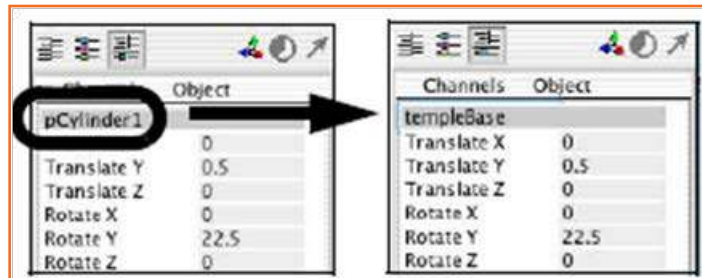 Object
pCylinder1
0
Translate Y 0.5
Translate Z 0
Rotate X 0
Rotate Y 22.5
Rotate Z 0
Channels Object
templeBase
Translate X 0
Translate Y 0.5
Translate Z 0
Rotate X 0
Rotate Y 22.5
Rotate Z 0